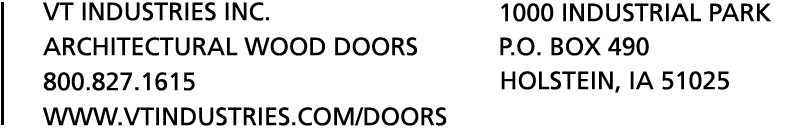 VT INDUSTRIES INC.
ARCHITECTURAL WOOD DOORS
800.827.1615
WWW.VTINDUSTRIES.COM/DOORS
1000 INDUSTRIAL PARK
P.O. BOX 490
HOLSTEIN, IA 51025